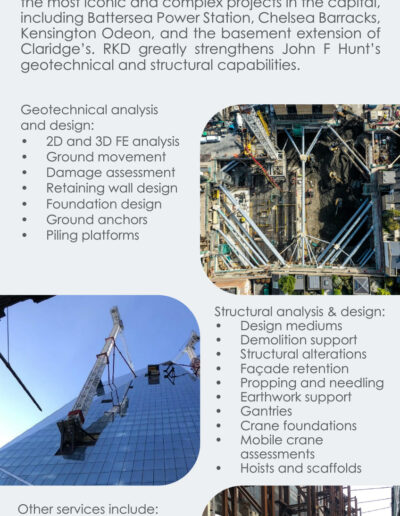 the most iconic and complex projects in the capital,
including Battersea Power Station, Chelsea Barracks,
Kensington Odeon, and the basement extension of
Claridge’s. RKD greatly strengthens John F Hunt’s
geotechnical and structural capabilities.
Geotechnical analysis
and design:
• 2D and 3D FE analysis
• Ground movement
• Damage assessment
• Retaining wall design
• Foundation design
• Ground anchors
• Piling platforms
Structural analysis & design:
• Design mediums
• Demolition support
• Structural alterations
• Façade retention
• Propping and needling
• Earthwork support
• Gantries
• Crane foundations
• Mobile crane
assessments
• Hoists and scaffolds
Other services include: